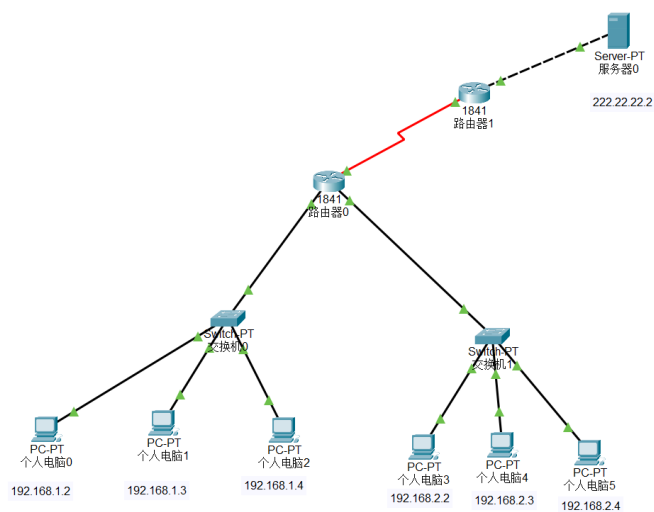 Server-PT
服务器0
222.22.22.2
1841
路由器1
1841
路由器0
Switch-PT
交换机0
Switch-PT
交换机1
PC-PT
个人电脑0
192.168.1.2
PC-PT
个人电脑1
192.168.1.3
PC-PT
个人电脑2
192.168.1.4
PC-PT
个人电脑3
192.168.2.2
PC-PT
个人电脑4
192.168.2.3
PC-PT
个人电脑5
192.168.2.4